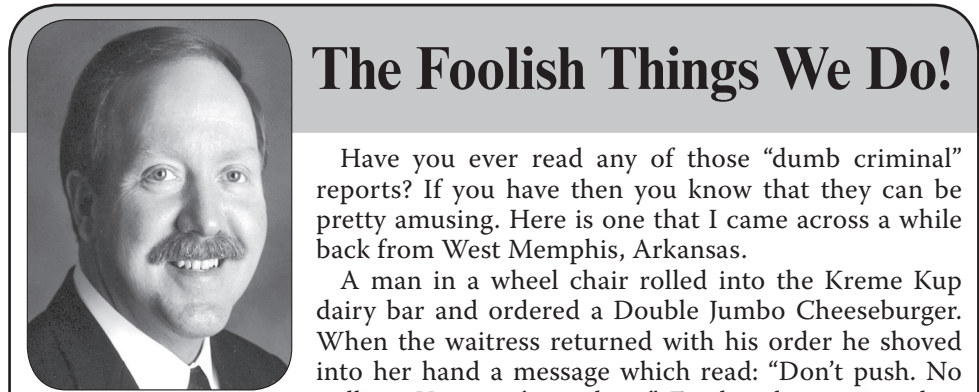 The Foolish Things We Do!
Have you ever read any of those “dumb criminal”
reports? If you have then you know that they can be
pretty amusing. Here is one that I came across a while
back from West Memphis, Arkansas.
A man in a wheel chair rolled into the Kreme Kup
dairy bar and ordered a Double Jumbo Cheeseburger.
When the waitress returned with his order he shoved
into her hand a message which read: “Don’t push. No